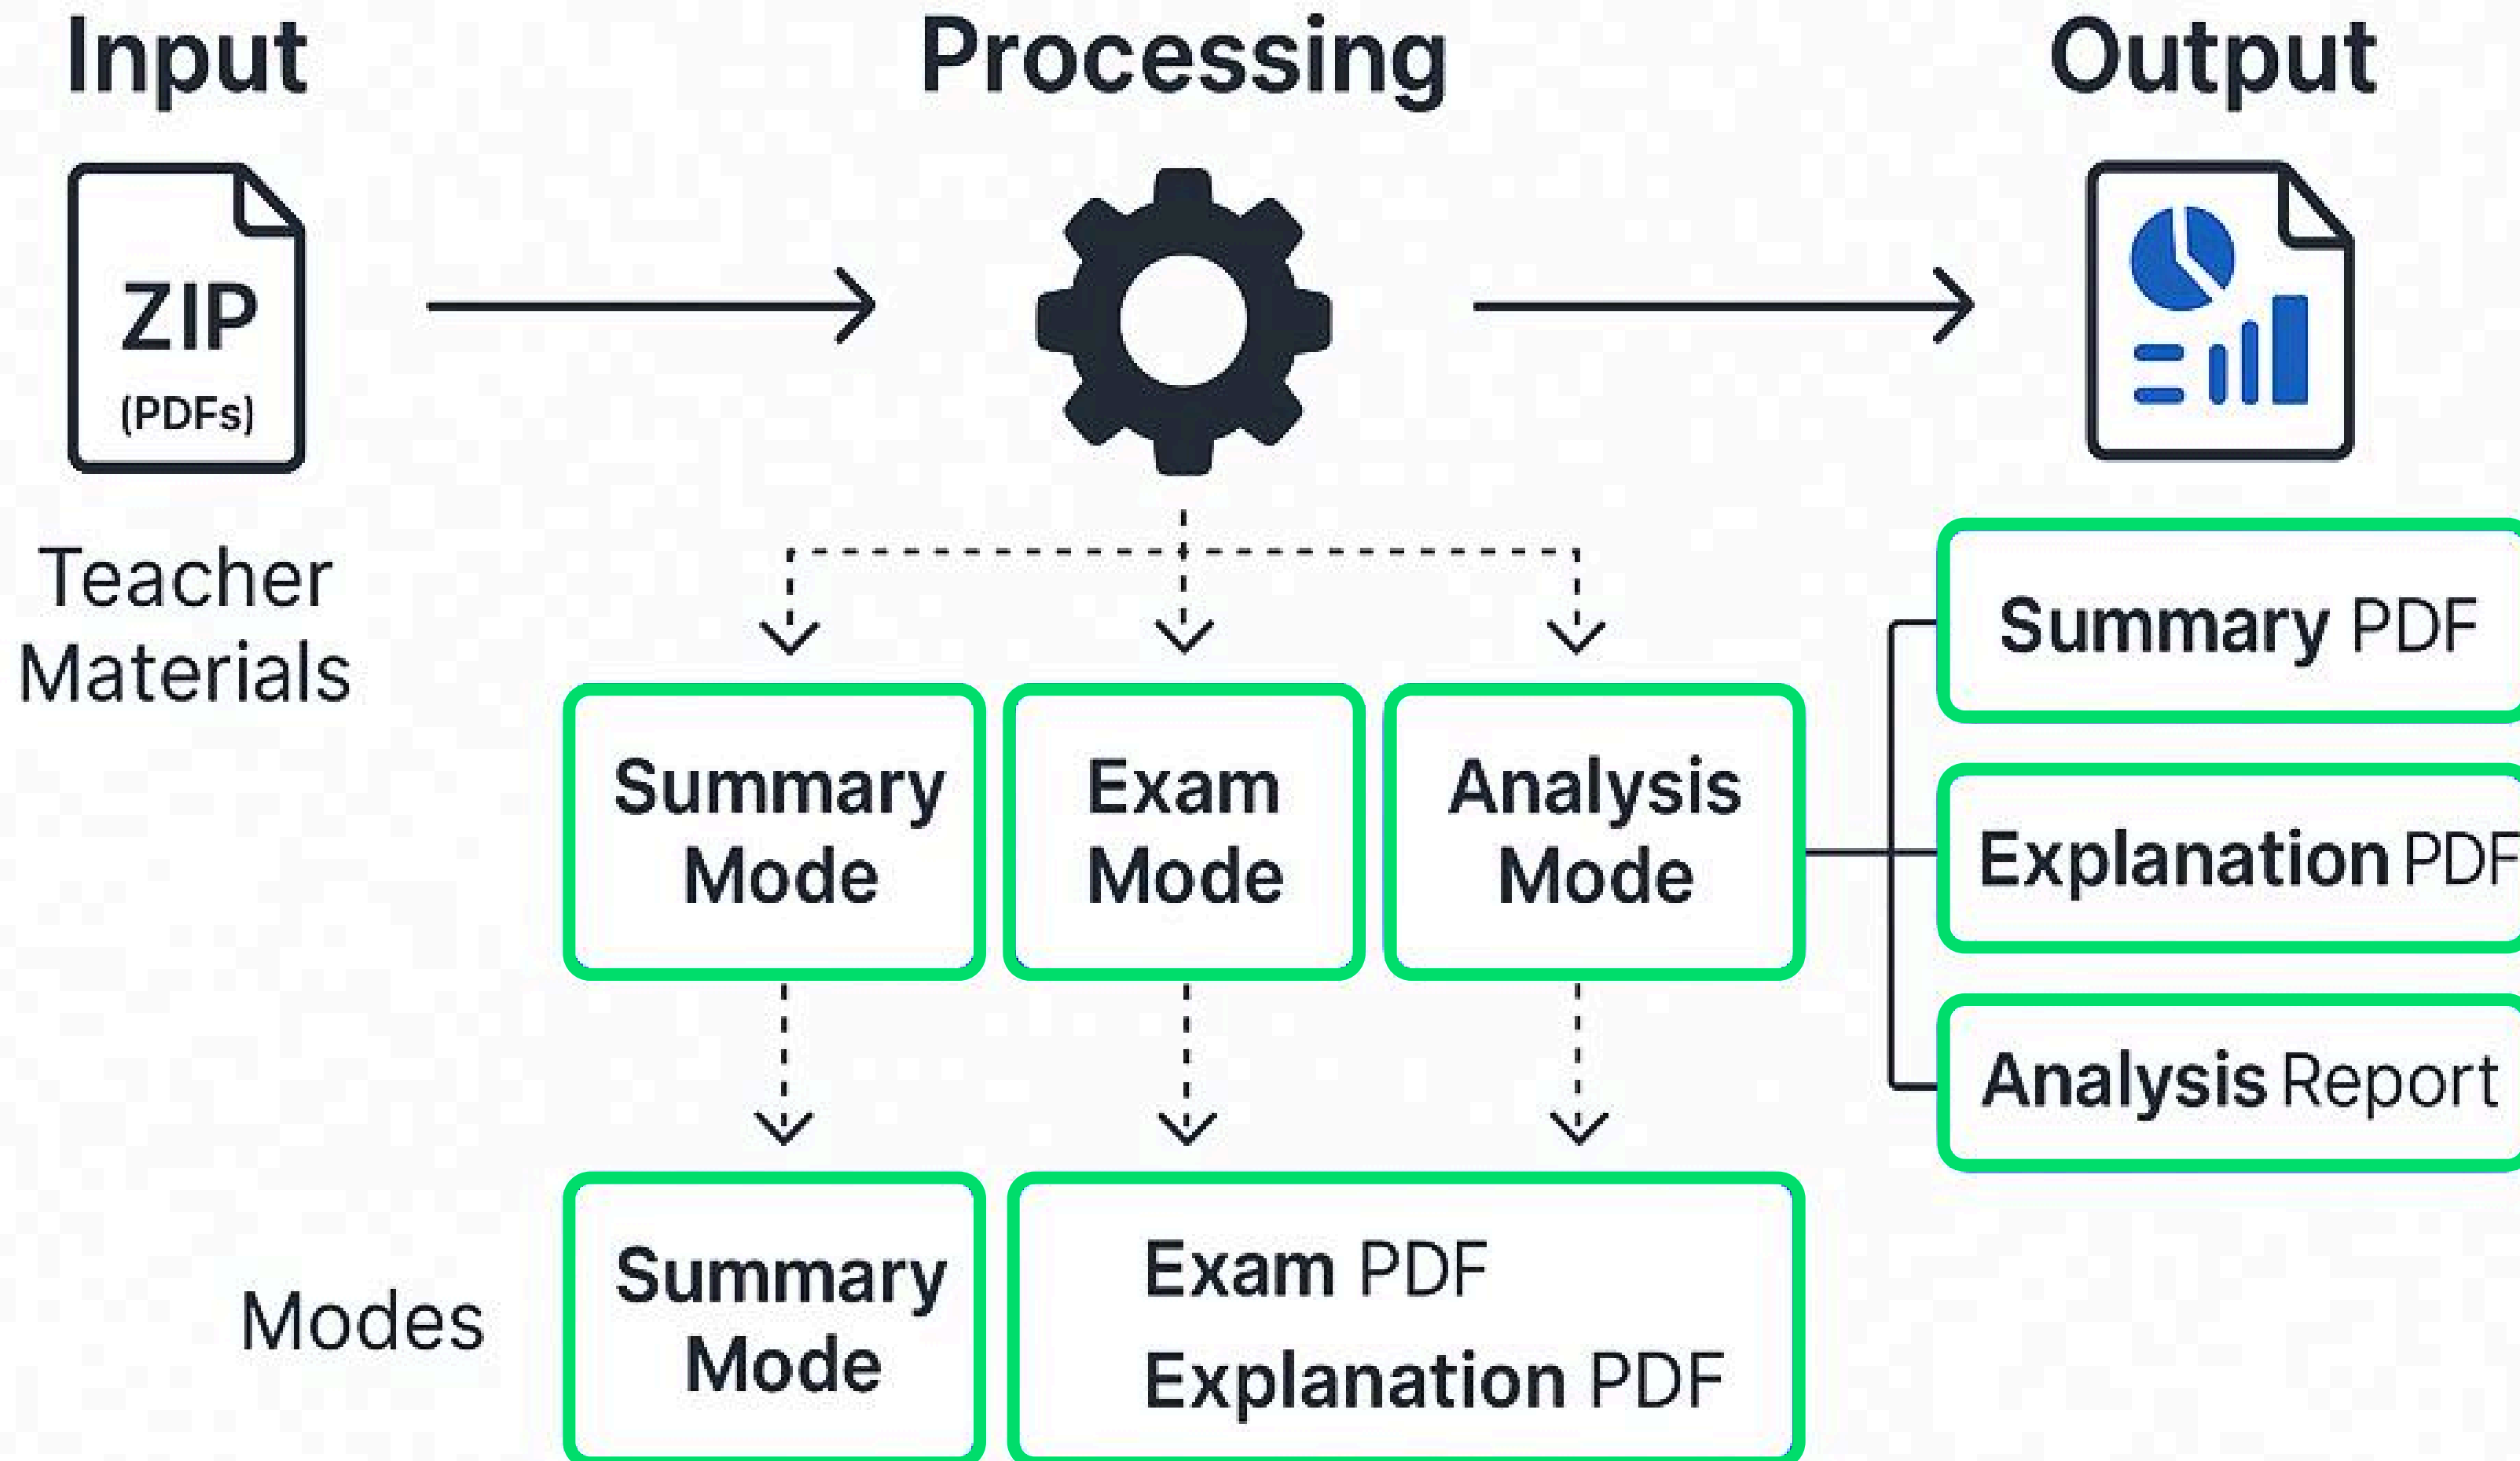 Input
Processing
Output
ZIP
(PDFs)
Teacher
Materials
Summary
Mode
Exam
Mode
Analysis
Mode
Summary PDF
Explanation PDF
Analysis Report
Modes
Summary
Mode
Exam PDF
Explanation PDF